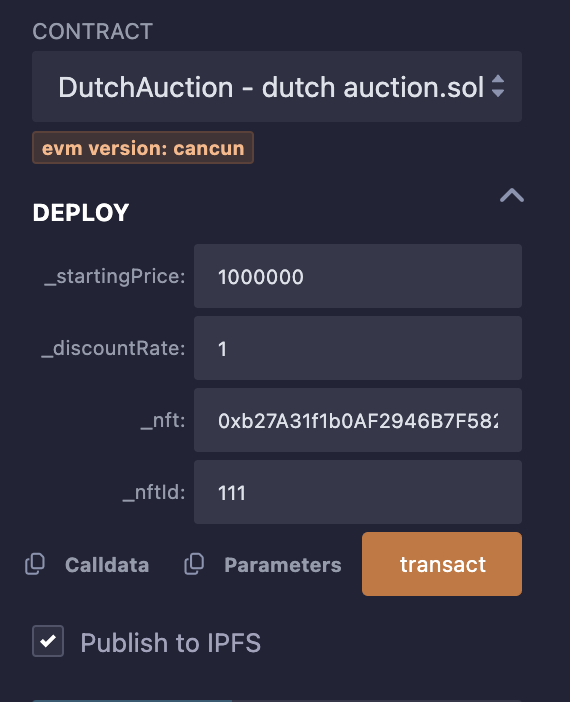 CONTRACT
DutchAuction - dutch auction.sol
evm version: cancun
DEPLOY
_startingPrice: 1000000
_discountRate: 1
_nft: 0xb27A31f1b0AF2946B7F582
_nftId: 111
Calldata Parameters transact
Publish to IPFS